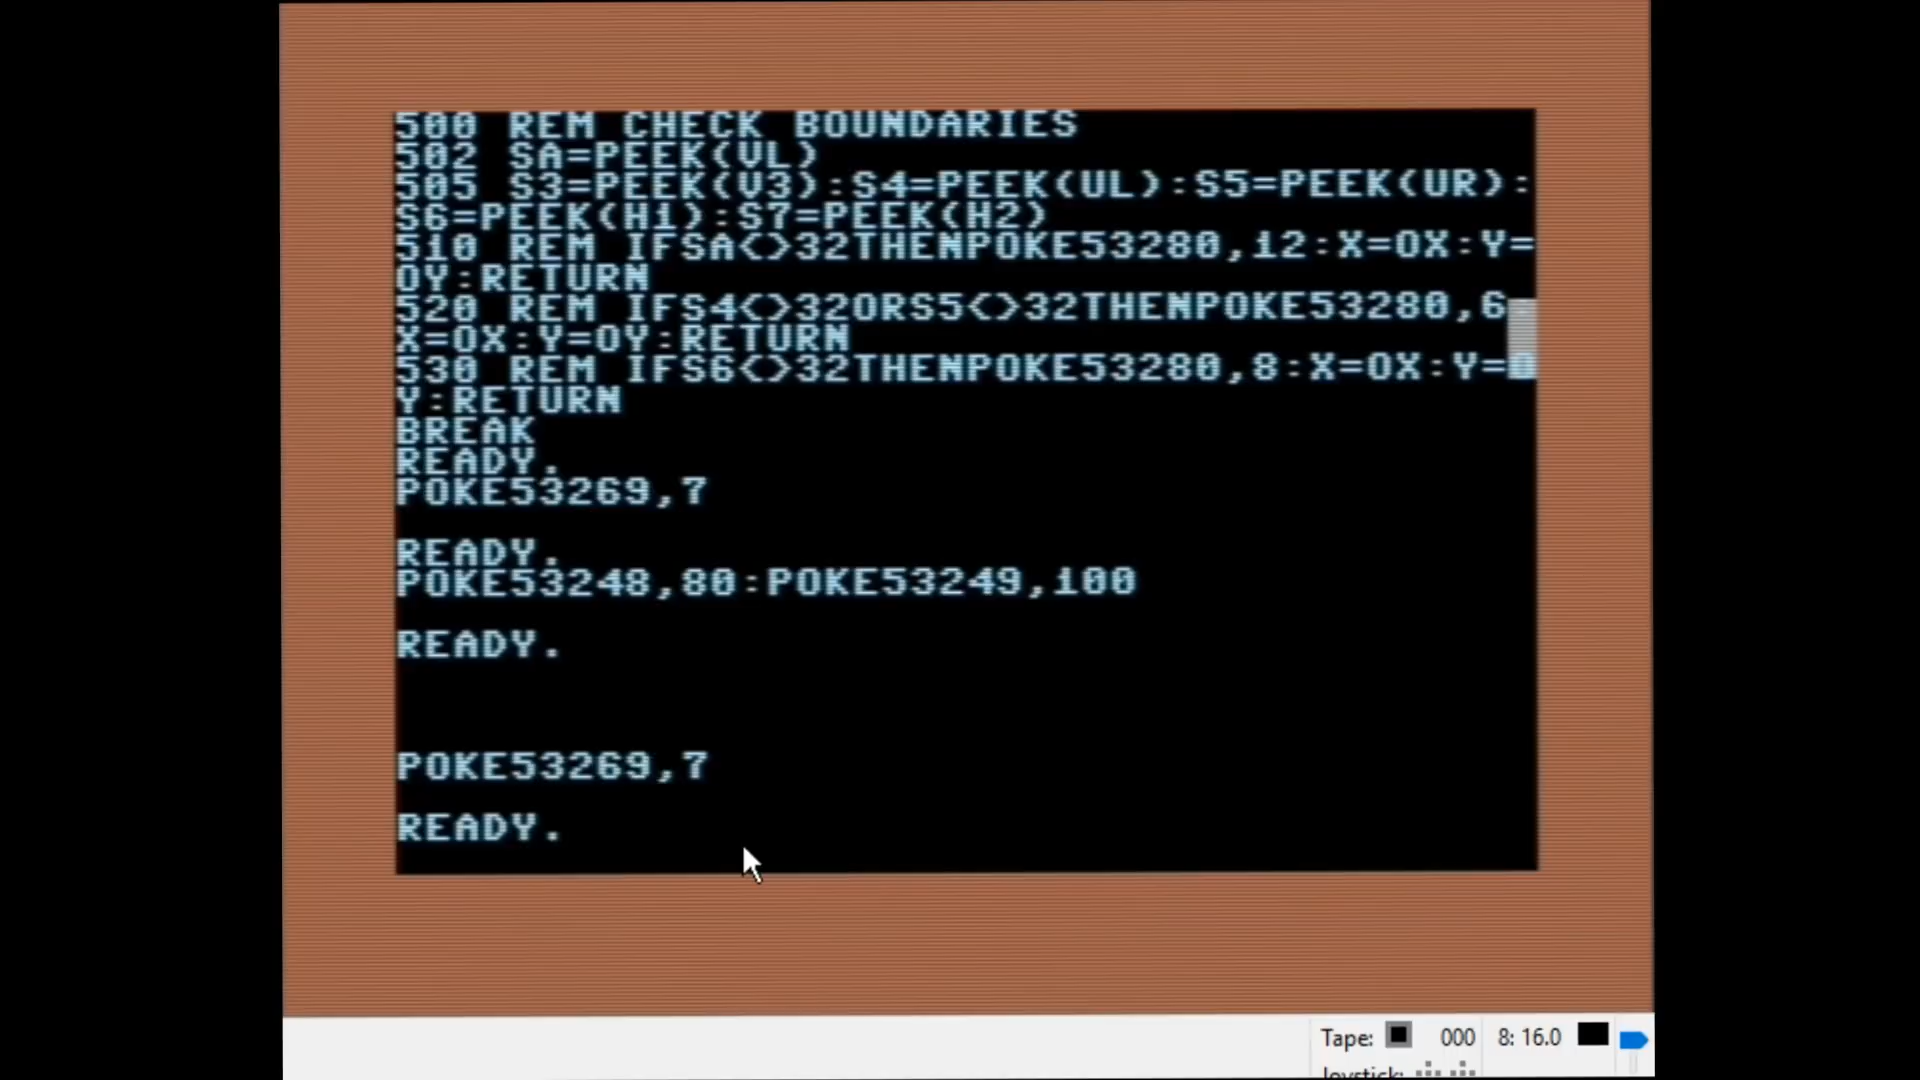 500 REM CHECK BOUNDARIES
502 SA=PEEK(VL)
505 S3=PEEK(V3):S4=PEEK(UL):S5=PEEK(UR):
S6=PEEK(H1):S7=PEEK(H2)
510 REM IFSA<>32THENPOKE53280,12:X=OX:Y=
OY:RETURN
520 REM IFS4<>32ORS5<>32THENPOKE53280,6:
X=OX:Y=OY:RETURN
530 REM IFS6<>32THENPOKE53280,8:X=OX:Y=O
Y:RETURN
BREAK
READY.
POKE53269,7
READY.
POKE53248,80:POKE53249,100
READY.
POKE53269,7
READY.
Tape: 000 8: 16.0
Joystick: